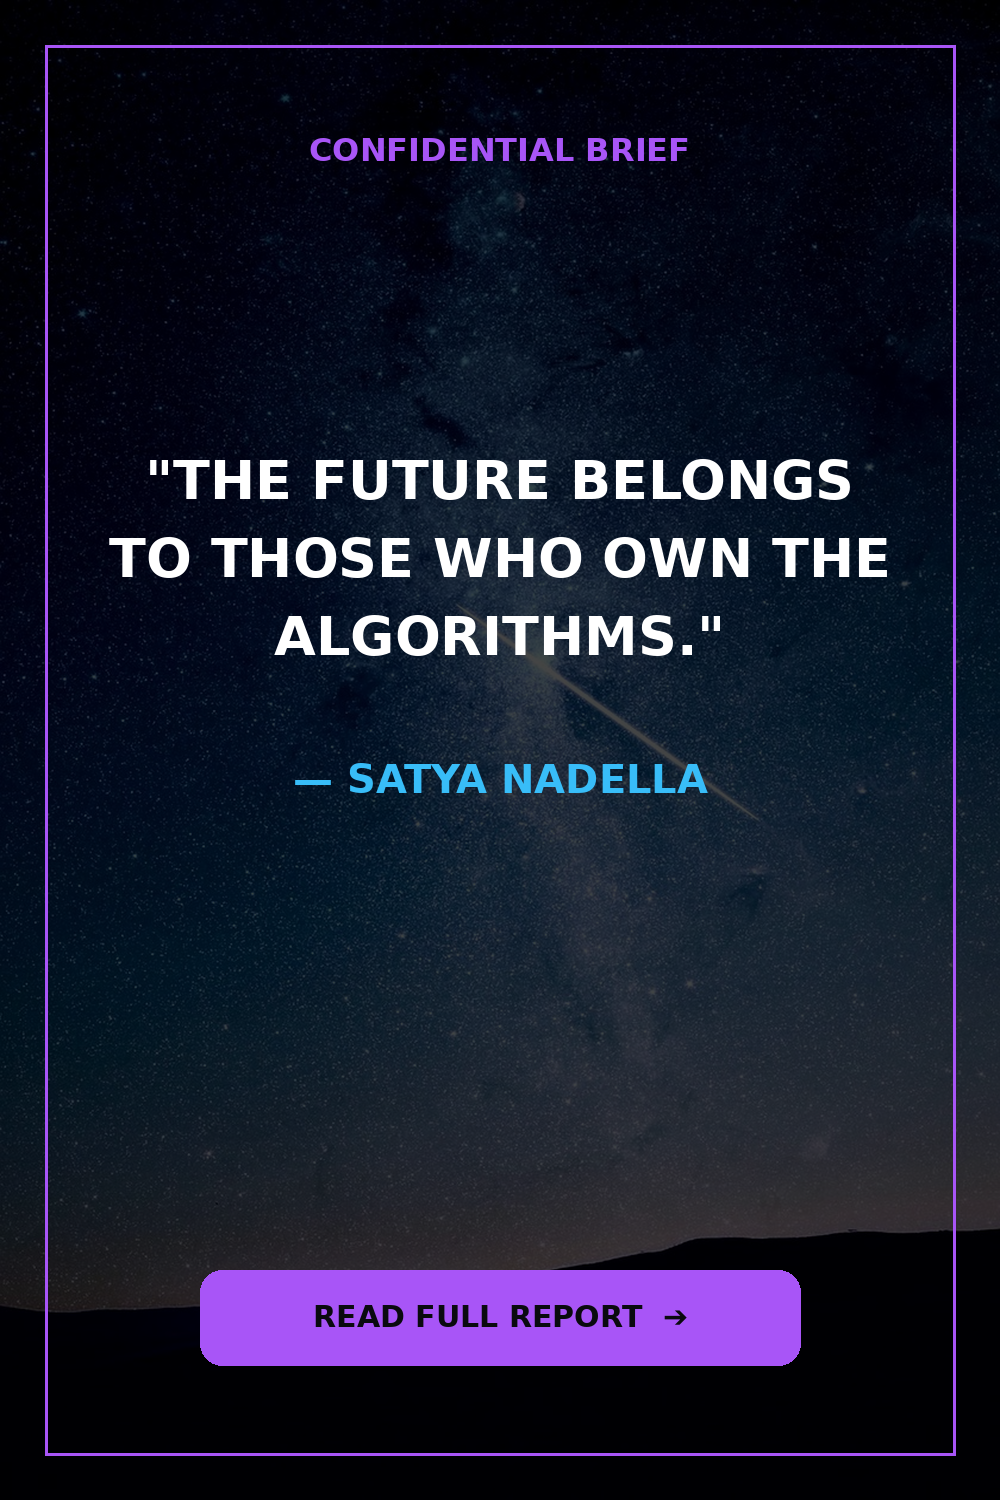 CONFIDENTIAL BRIEF
"THE FUTURE BELONGS
TO THOSE WHO OWN THE
ALGORITHMS."
— SATYA NADELLA
READ FULL REPORT ➔